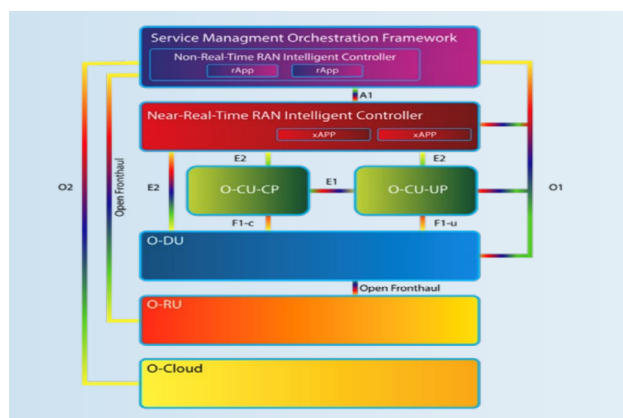 Service Managment Orchestration Framework
Non-Real-Time RAN Intelligent Controller
rApp rApp
A1
Near-Real-Time RAN Intelligent Controller
xAPP xAPP
O2
Open Fronthaul
E2
E2
E2
O1
O-CU-CP
E1
O-CU-UP
F1-c
F1-u
O-DU
Open Fronthaul
O-RU
O-Cloud